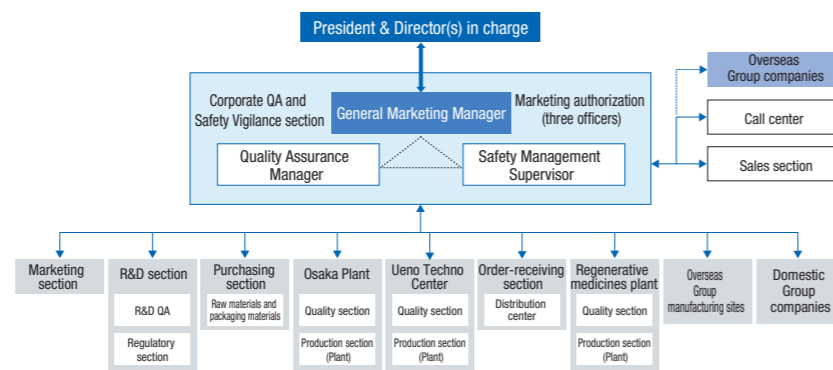 President & Director(s) in charge
Overseas
Group companies
Corporate QA and
Safety Vigilance section
General Marketing Manager
Marketing authorization
(three officers)
Call center
Quality Assurance
Manager
Safety Management
Supervisor
Sales section
Marketing
section
R&D section
R&D QA
Regulatory
section
Purchasing
section
Raw materials and
packaging materials
Osaka Plant
Quality section
Production section
(Plant)
Ueno Techno
Center
Quality section
Production section
(Plant)
Order-receiving
section
Distribution
center
Regenerative
medicines plant
Quality section
Production section
(Plant)
Overseas
Group
manufacturing sites
Domestic
Group
companies